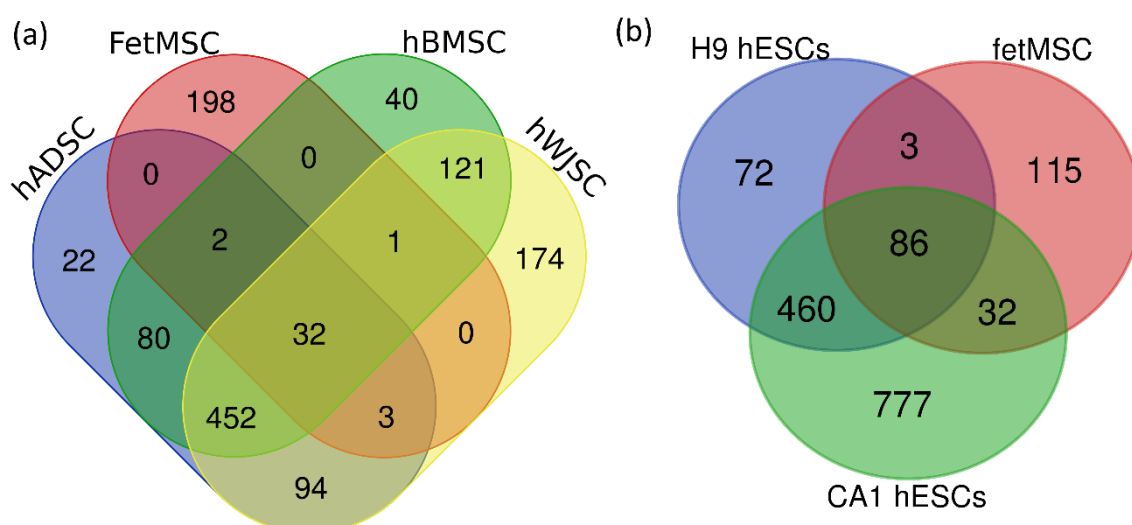 (a)
FetMSC
hBMSC
hADSC
hWJSC
198
40
0
0
121
22
2
1
174
80
32
0
452
3
94
(b)
H9 hESCs
fetMSC
72
3
115
86
460
32
777
CA1 hESCs